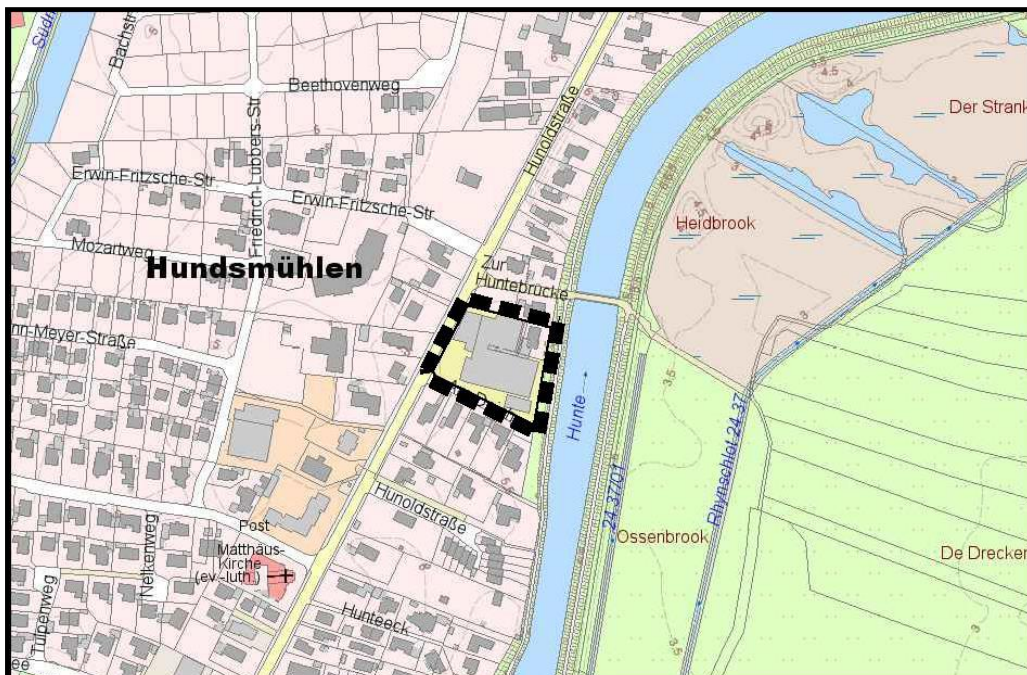 Bachstr
Beethovenweg
Hunoldstraße
Der Strank
Erwin-Fritzsche-Str.
Erwin-Fritzsche-Str
Friedrich-Lübbers-Str.
Mozartweg
Hundsmühlen
Zur
Huntebrücke
Heidbrook
nn-Meyer-Straße
Hunte
24.37/01
Rhynschlot 24.37
Hunoldstraße
Ossenbrook
De Drecker
Post
Matthäus-
Kirche
(ev.-luth.)
Nelkenweg
Tulpenweg
Hunteeck
ee